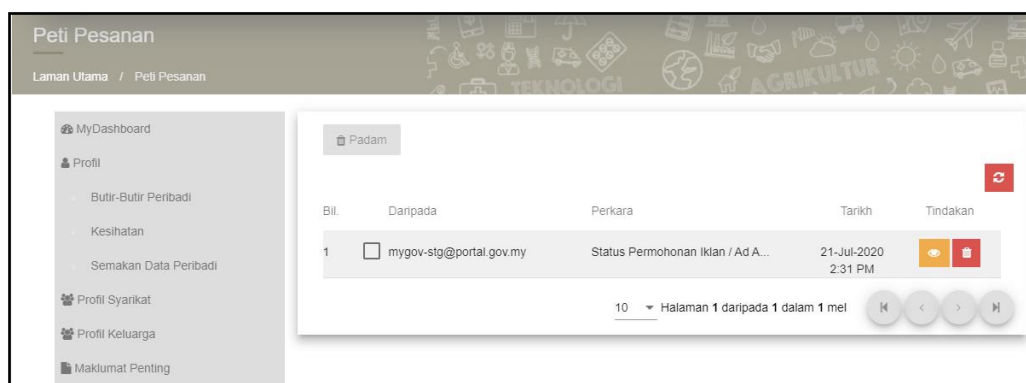 Peti Pesanan
Laman Utama / Peti Pesanan
TEKNOLOGI
AGRIKULTUR
MyDashboard
Profil
Butir-Butir Peribadi
Kesihatan
Semakan Data Peribadi
Profil Syarikat
Profil Keluarga
Maklumat Penting
Padam
Bil. Daripada Perkara Tarikh Tindakan
1 mygov-stg@portal.gov.my Status Permohonan Iklan / Ad A... 21-Jul-2020
2:31 PM
10 Halaman 1 daripada 1 dalam 1 mel